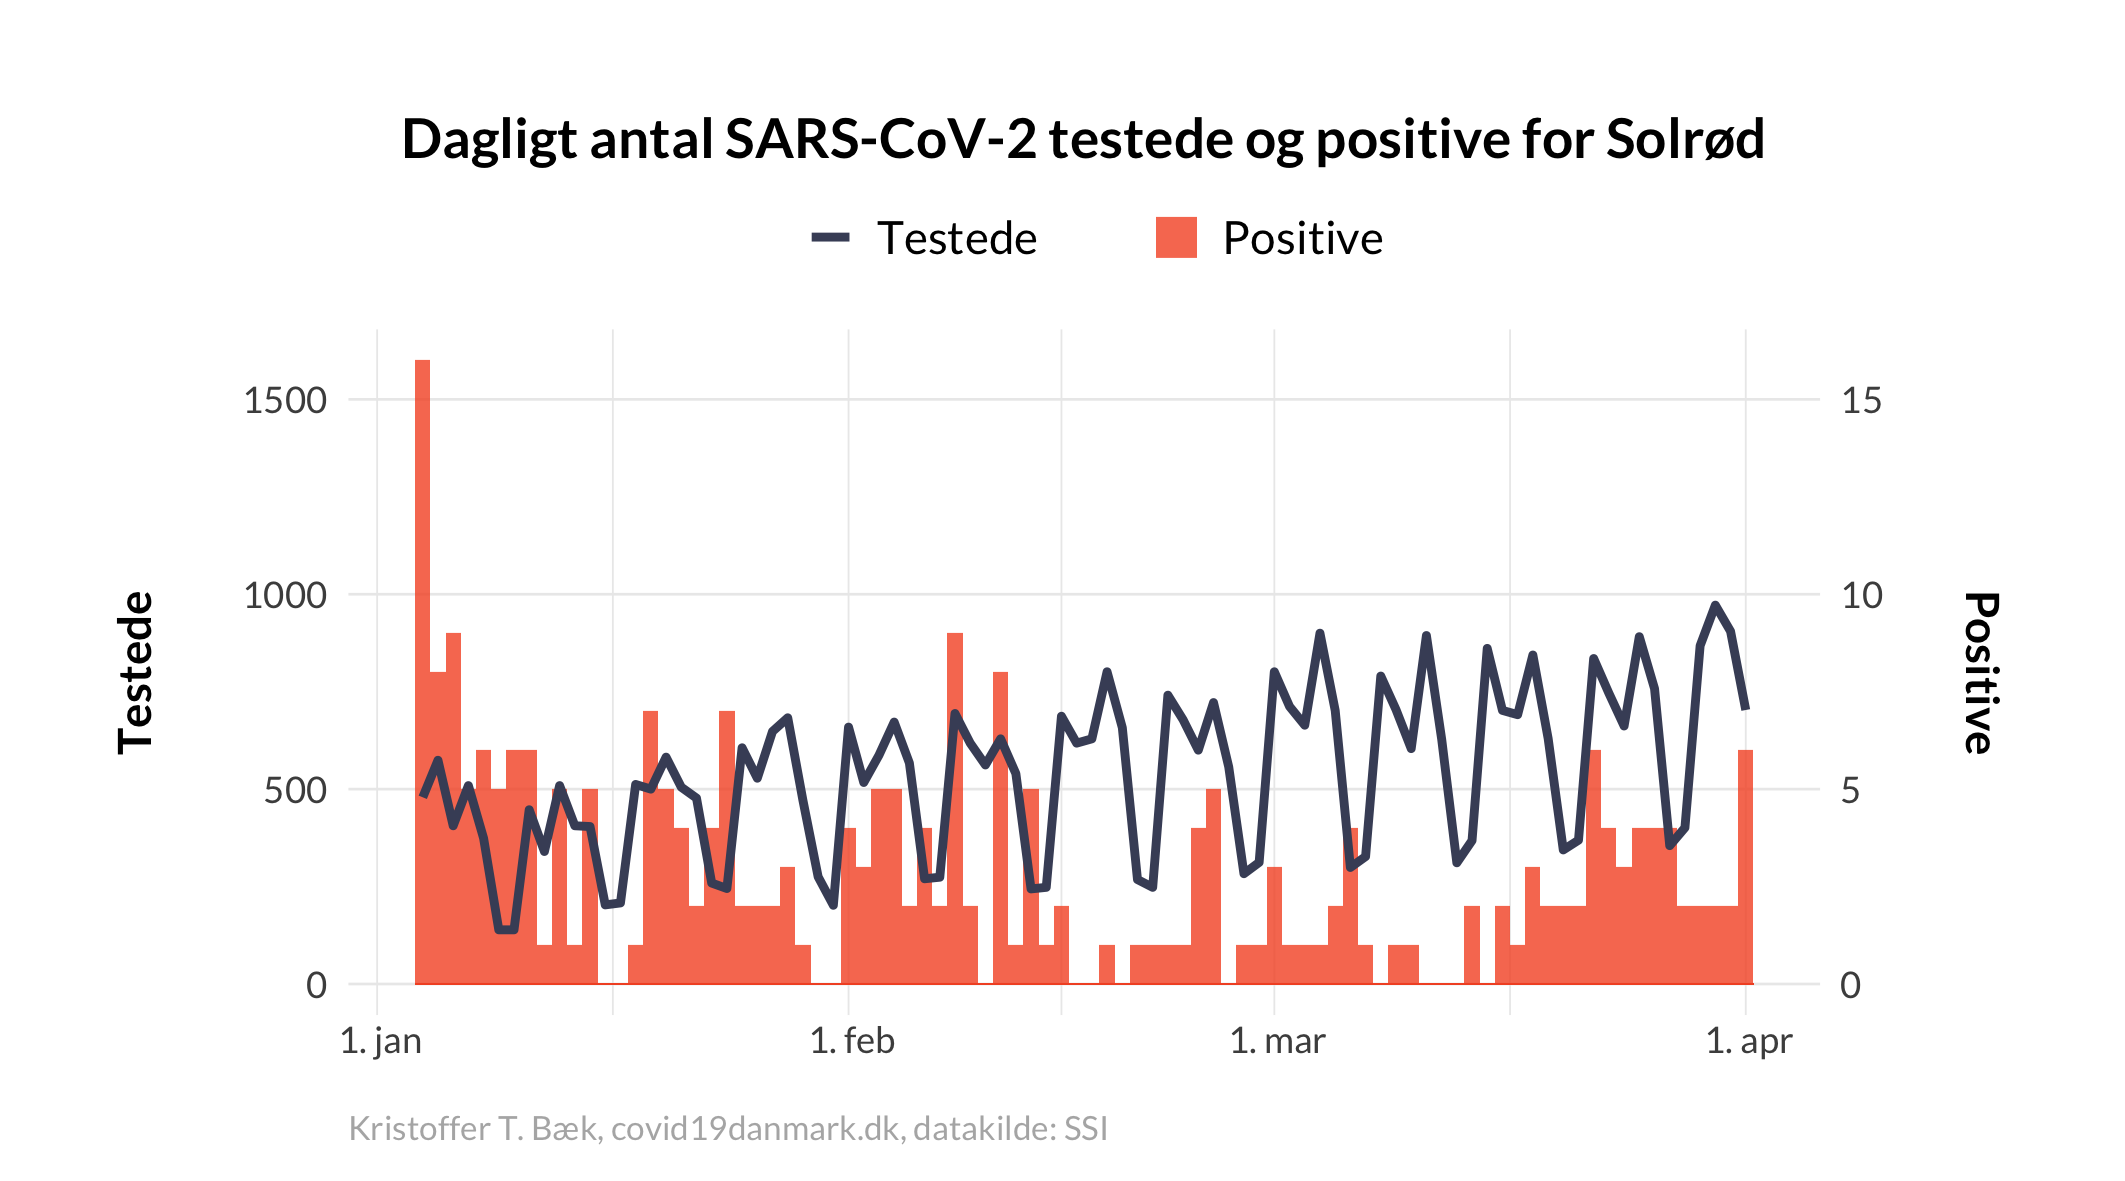 Dagligt antal SARS-CoV-2 testede og positive for Solrød
Testede Positive
1500 15
1000 10
500 5
0 0
Testede
Positive
1. jan 1. feb 1. mar 1. apr
Kristoffer T. Bæk, covid19danmark.dk, datakilde: SSI